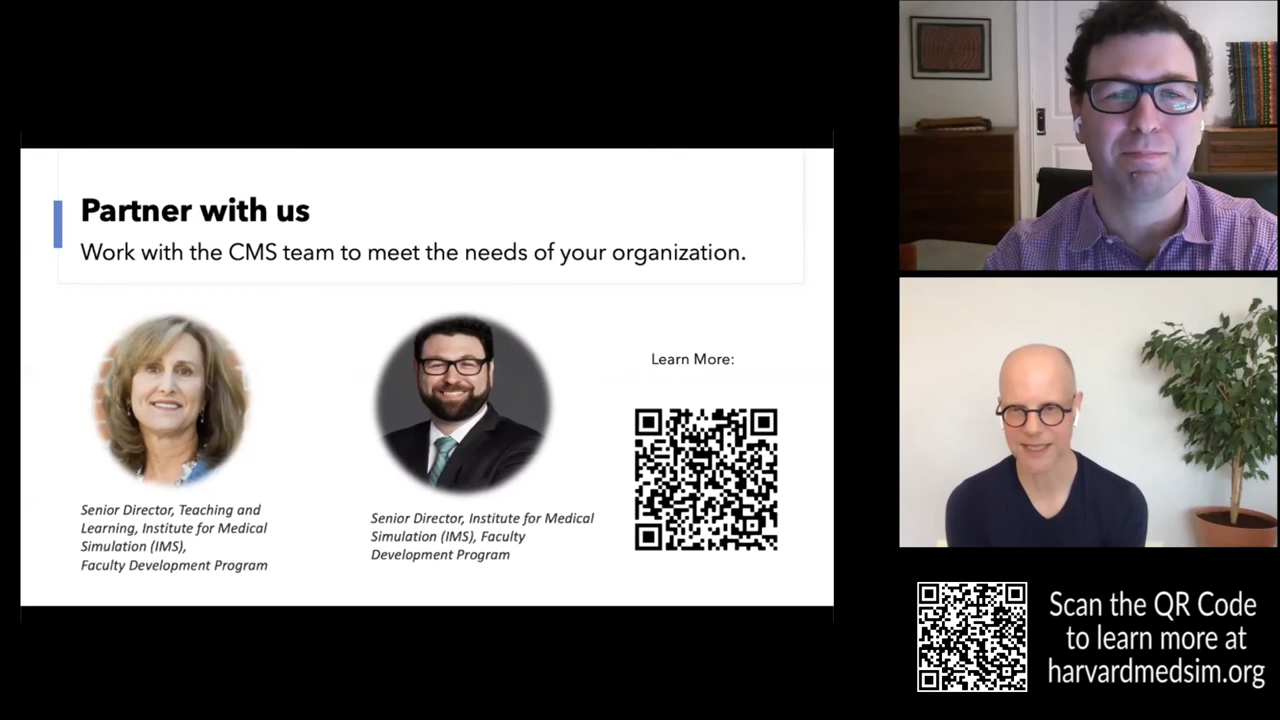 Partner with us
Work with the CMS team to meet the needs of your organization.
Learn More:
Senior Director, Teaching and
Learning, Institute for Medical
Simulation (IMS),
Faculty Development Program
Senior Director, Institute for Medical
Simulation (IMS), Faculty
Development Program
Scan the QR Code
to learn more at
harvardmedsim.org